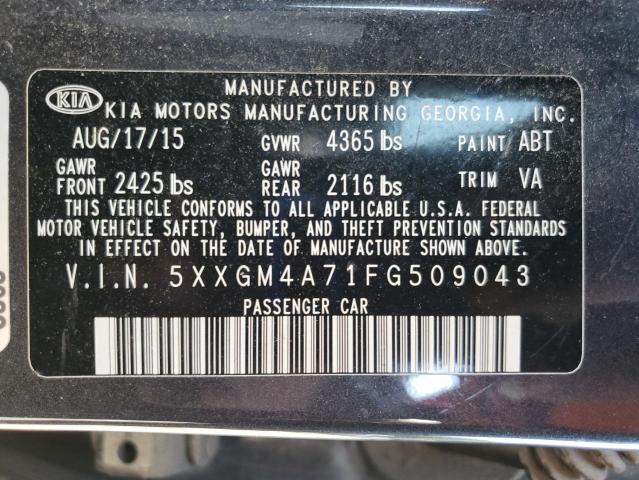 MANUFACTURED BY
KIA KIA MOTORS MANUFACTURING GEORGIA, INC.
AUG/17/15 GVWR 4365 lbs PAINT/ ABT
GAWR FRONT 2425 lbs GAWR REAR 2116 lbs TRIM VA
THIS VEHICLE CONFORMS TO ALL APPLICABLE U.S.A. FEDERAL
MOTOR VEHICLE SAFETY, BUMPER, AND THEFT PREVENTION STANDARDS
IN EFFECT ON THE DATE OF MANUFACTURE SHOWN ABOVE.
V.I.N. 5XXGM4A71FG509043
PASSENGER CAR